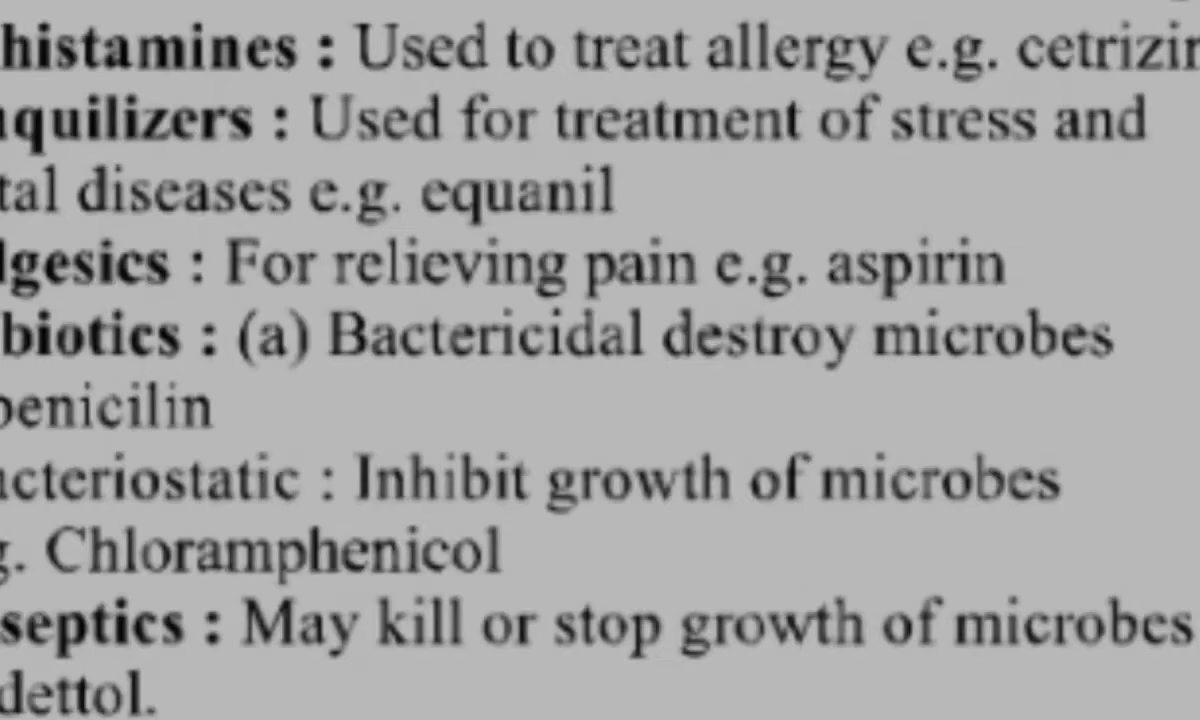 histamines : Used to treat allergy e.g. cetrizin
quilizers : Used for treatment of stress and
tal diseases e.g. equanil
lgesics : For relieving pain e.g. aspirin
biotics : (a) Bactericidal destroy microbes
penicilin
acteriostatic : Inhibit growth of microbes
g. Chloramphenicol
septics : May kill or stop growth of microbes
dettol.